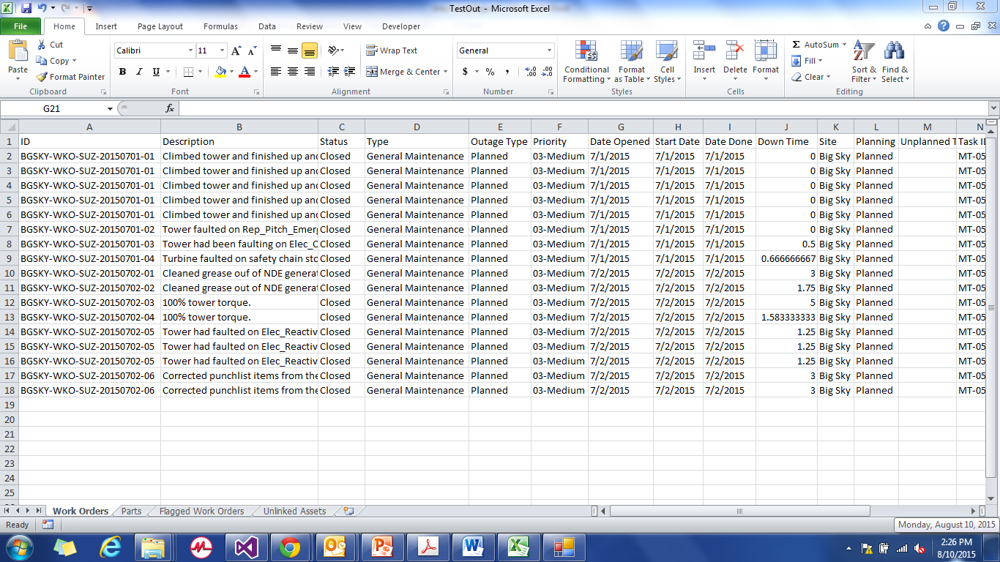 TestOut - Microsoft Excel
File Home Insert Page Layout Formulas Data Review View Developer
Cut Calibri 11 Wrap Text General AutoSum
Copy Fill
Paste Format Painter Merge & Center Conditional Formatting Format as Table Cell Styles Insert Delete Format Clear Sort & Filter Find & Select
Clipboard Font Alignment Number Styles Cells Editing
G21 fx
A B C D E F G H I J K L M N
1 ID Description Status Type Outage Type Priority Date Opened Start Date Date Done Down Time Site Planning Unplanned T Task I
2 BGSKY-WKO-SUZ-20150701-01 Climbed tower and finished up and Closed General Maintenance Planned 03-Medium 7/1/2015 7/1/2015 7/1/2015 0 Big Sky Planned MT-05
3 BGSKY-WKO-SUZ-20150701-01 Climbed tower and finished up and Closed General Maintenance Planned 03-Medium 7/1/2015 7/1/2015 7/1/2015 0 Big Sky Planned MT-05
4 BGSKY-WKO-SUZ-20150701-01 Climbed tower and finished up and Closed General Maintenance Planned 03-Medium 7/1/2015 7/1/2015 7/1/2015 0 Big Sky Planned MT-05
5 BGSKY-WKO-SUZ-20150701-01 Climbed tower and finished up and Closed General Maintenance Planned 03-Medium 7/1/2015 7/1/2015 7/1/2015 0 Big Sky Planned MT-05
6 BGSKY-WKO-SUZ-20150701-01 Climbed tower and finished up and Closed General Maintenance Planned 03-Medium 7/1/2015 7/1/2015 7/1/2015 0 Big Sky Planned MT-05
7 BGSKY-WKO-SUZ-20150701-02 Tower faulted on Rep_Pitch_Emerg Closed General Maintenance Planned 03-Medium 7/1/2015 7/1/2015 7/1/2015 0 Big Sky Planned MT-05
8 BGSKY-WKO-SUZ-20150701-03 Tower had been faulting on Elec_C Closed General Maintenance Planned 03-Medium 7/1/2015 7/1/2015 7/1/2015 0.5 Big Sky Planned MT-05
9 BGSKY-WKO-SUZ-20150701-04 Turbine faulted on safety chain sto Closed General Maintenance Planned 03-Medium 7/1/2015 7/1/2015 7/1/2015 0.666666667 Big Sky Planned MT-05
10 BGSKY-WKO-SUZ-20150702-01 Cleaned grease ouf of NDE generat Closed General Maintenance Planned 03-Medium 7/2/2015 7/2/2015 7/2/2015 3 Big Sky Planned MT-05
11 BGSKY-WKO-SUZ-20150702-02 Cleaned grease out of NDE generat Closed General Maintenance Planned 03-Medium 7/2/2015 7/2/2015 7/2/2015 1.75 Big Sky Planned MT-05
12 BGSKY-WKO-SUZ-20150702-03 100% tower torque. Closed General Maintenance Planned 03-Medium 7/2/2015 7/2/2015 7/2/2015 5 Big Sky Planned MT-05
13 BGSKY-WKO-SUZ-20150702-04 100% tower torque. Closed General Maintenance Planned 03-Medium 7/2/2015 7/2/2015 7/2/2015 1.583333333 Big Sky Planned MT-05
14 BGSKY-WKO-SUZ-20150702-05 Tower had faulted on Elec_Reactiv Closed General Maintenance Planned 03-Medium 7/2/2015 7/2/2015 7/2/2015 1.25 Big Sky Planned MT-05
15 BGSKY-WKO-SUZ-20150702-05 Tower had faulted on Elec_Reactiv Closed General Maintenance Planned 03-Medium 7/2/2015 7/2/2015 7/2/2015 1.25 Big Sky Planned MT-05
16 BGSKY-WKO-SUZ-20150702-05 Tower had faulted on Elec_Reactiv Closed General Maintenance Planned 03-Medium 7/2/2015 7/2/2015 7/2/2015 1.25 Big Sky Planned MT-05
17 BGSKY-WKO-SUZ-20150702-06 Corrected punchlist items from the Closed General Maintenance Planned 03-Medium 7/2/2015 7/2/2015 7/2/2015 3 Big Sky Planned MT-05
18 BGSKY-WKO-SUZ-20150702-06 Corrected punchlist items from the Closed General Maintenance Planned 03-Medium 7/2/2015 7/2/2015 7/2/2015 3 Big Sky Planned MT-05
19
20
21
22
23
24
25
Work Orders Parts Flagged Work Orders Unlinked Assets
Ready Monday, August 10, 2015
2:26 PM
8/10/2015